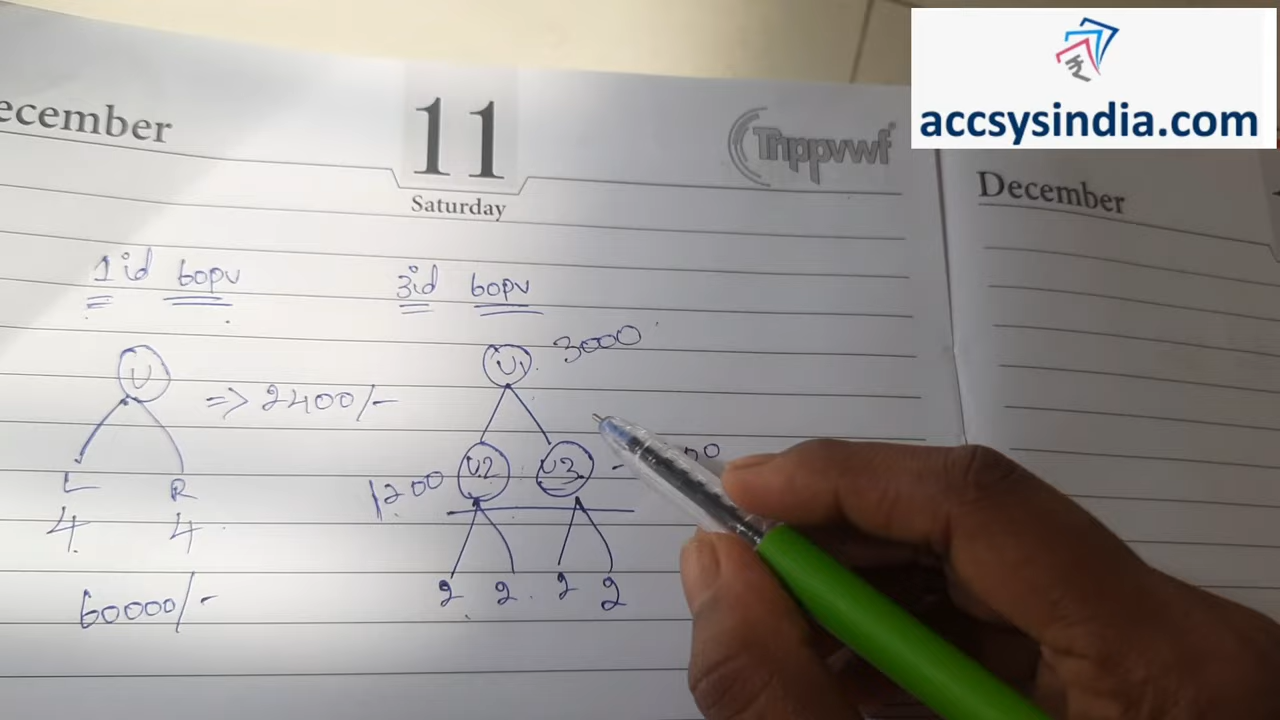 accsysindia.com
ecember
11
Saturday
December
1 id 60pv
3id 60pv
U
=> 2400/-
U1 3000
1200 U2 U3 -
L R
4 4
2 2 2 2
60000/-